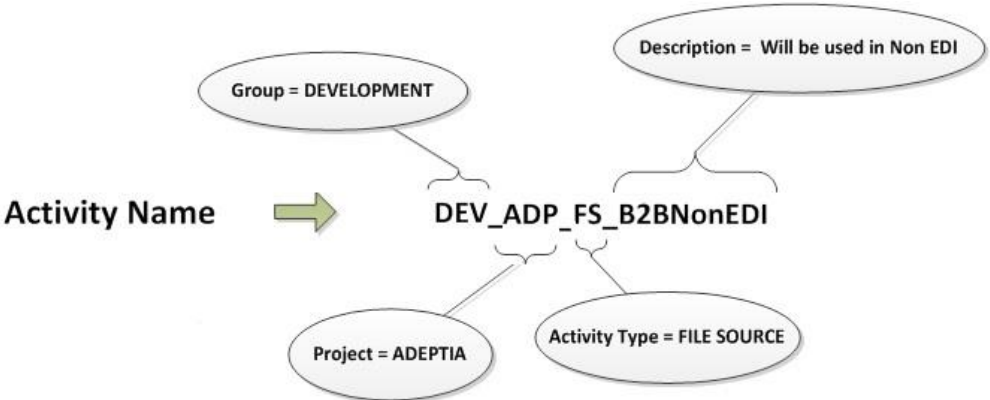 Description = Will be used in Non EDI
Group = DEVELOPMENT
Activity Name
DEV_ADP_FS_B2BNonEDI
Project = ADEPTIA
Activity Type = FILE SOURCE